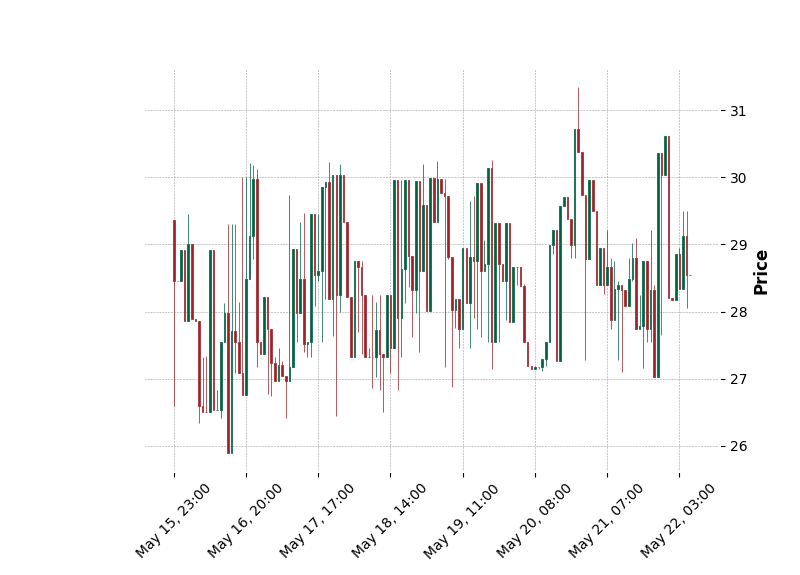 31
30
29
28
27
26
Price
May 15, 23:00
May 16, 20:00
May 17, 17:00
May 18, 14:00
May 19, 11:00
May 20, 08:00
May 21, 07:00
May 22, 03:00